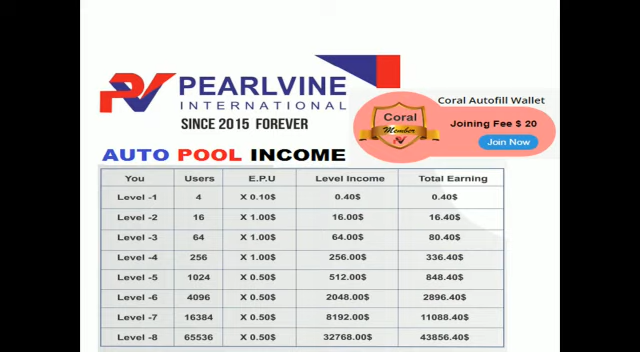 PEARLVINE
INTERNATIONAL
SINCE 2015 FOREVER
Coral Autofill Wallet
Coral
Member
Joining Fee $ 20
Join Now
AUTO POOL INCOME
You Users E.P.U Level Income Total Earning
Level -1 4 X 0.10$ 0.40$ 0.40$
Level -2 16 X 1.00$ 16.00$ 16.40$
Level -3 64 X 1.00$ 64.00$ 80.40$
Level -4 256 X 1.00$ 256.00$ 336.40$
Level -5 1024 X 0.50$ 512.00$ 848.40$
Level -6 4096 X 0.50$ 2048.00$ 2896.40$
Level -7 16384 X 0.50$ 8192.00$ 11088.40$
Level -8 65536 X 0.50$ 32768.00$ 43856.40$